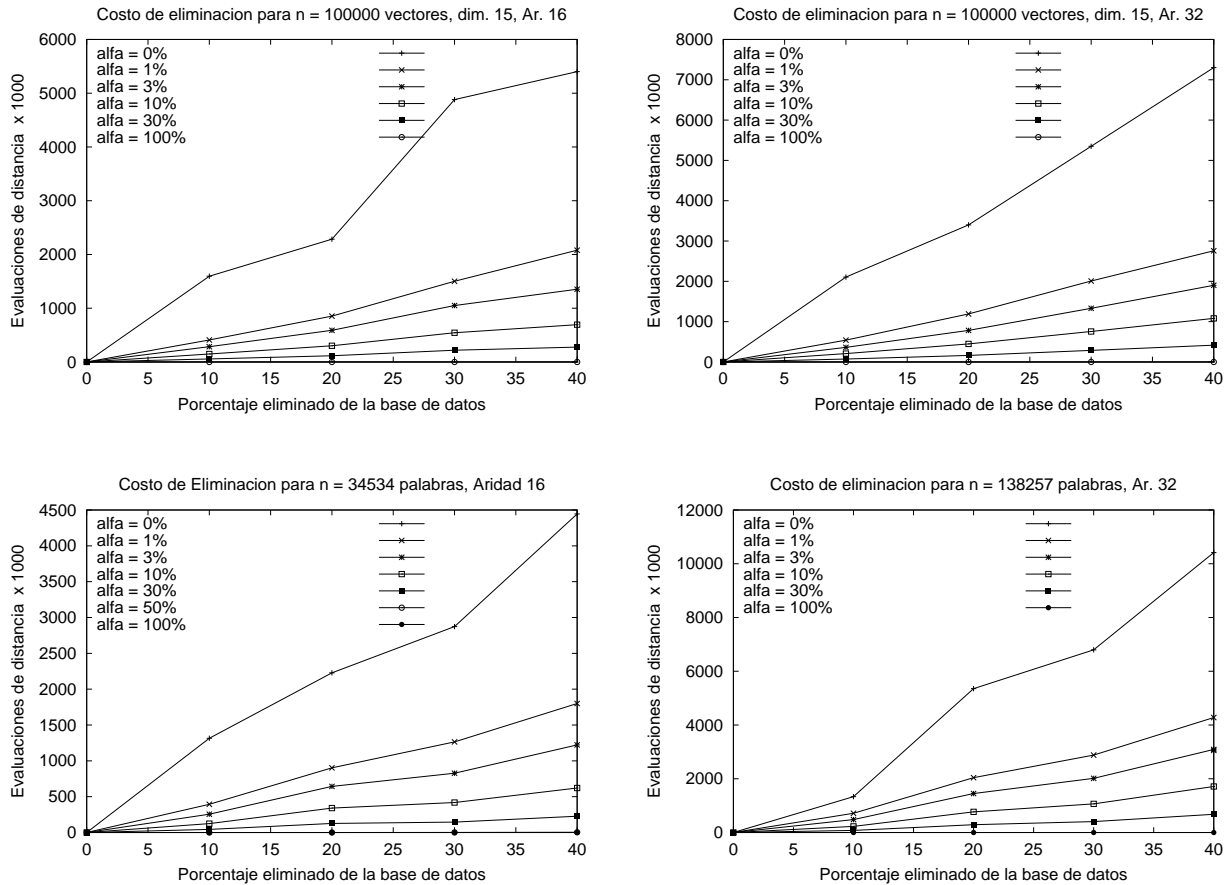 Costo de eliminacion para n = 100000 vectores, dim. 15, Ar. 16
Evaluaciones de distancia x 1000
6000
5000
4000
3000
2000
1000
0
alfa = 0%
alfa = 1%
alfa = 3%
alfa = 10%
alfa = 30%
alfa = 100%
0 5 10 15 20 25 30 35 40
Porcentaje eliminado de la base de datos
Costo de eliminacion para n = 100000 vectores, dim. 15, Ar. 32
Evaluaciones de distancia x 1000
8000
7000
6000
5000
4000
3000
2000
1000
0
alfa = 0%
alfa = 1%
alfa = 3%
alfa = 10%
alfa = 30%
alfa = 100%
0 5 10 15 20 25 30 35 40
Porcentaje eliminado de la base de datos
Costo de Eliminacion para n = 34534 palabras, Aridad 16
Evaluaciones de distancia x 1000
4500
4000
3500
3000
2500
2000
1500
1000
500
0
alfa = 0%
alfa = 1%
alfa = 3%
alfa = 10%
alfa = 30%
alfa = 50%
alfa = 100%
0 5 10 15 20 25 30 35 40
Porcentaje eliminado de la base de datos
Costo de eliminacion para n = 138257 palabras, Ar. 32
Evaluaciones de distancia x 1000
12000
10000
8000
6000
4000
2000
0
alfa = 0%
alfa = 1%
alfa = 3%
alfa = 10%
alfa = 30%
alfa = 100%
0 5 10 15 20 25 30 35 40
Porcentaje eliminado de la base de datos